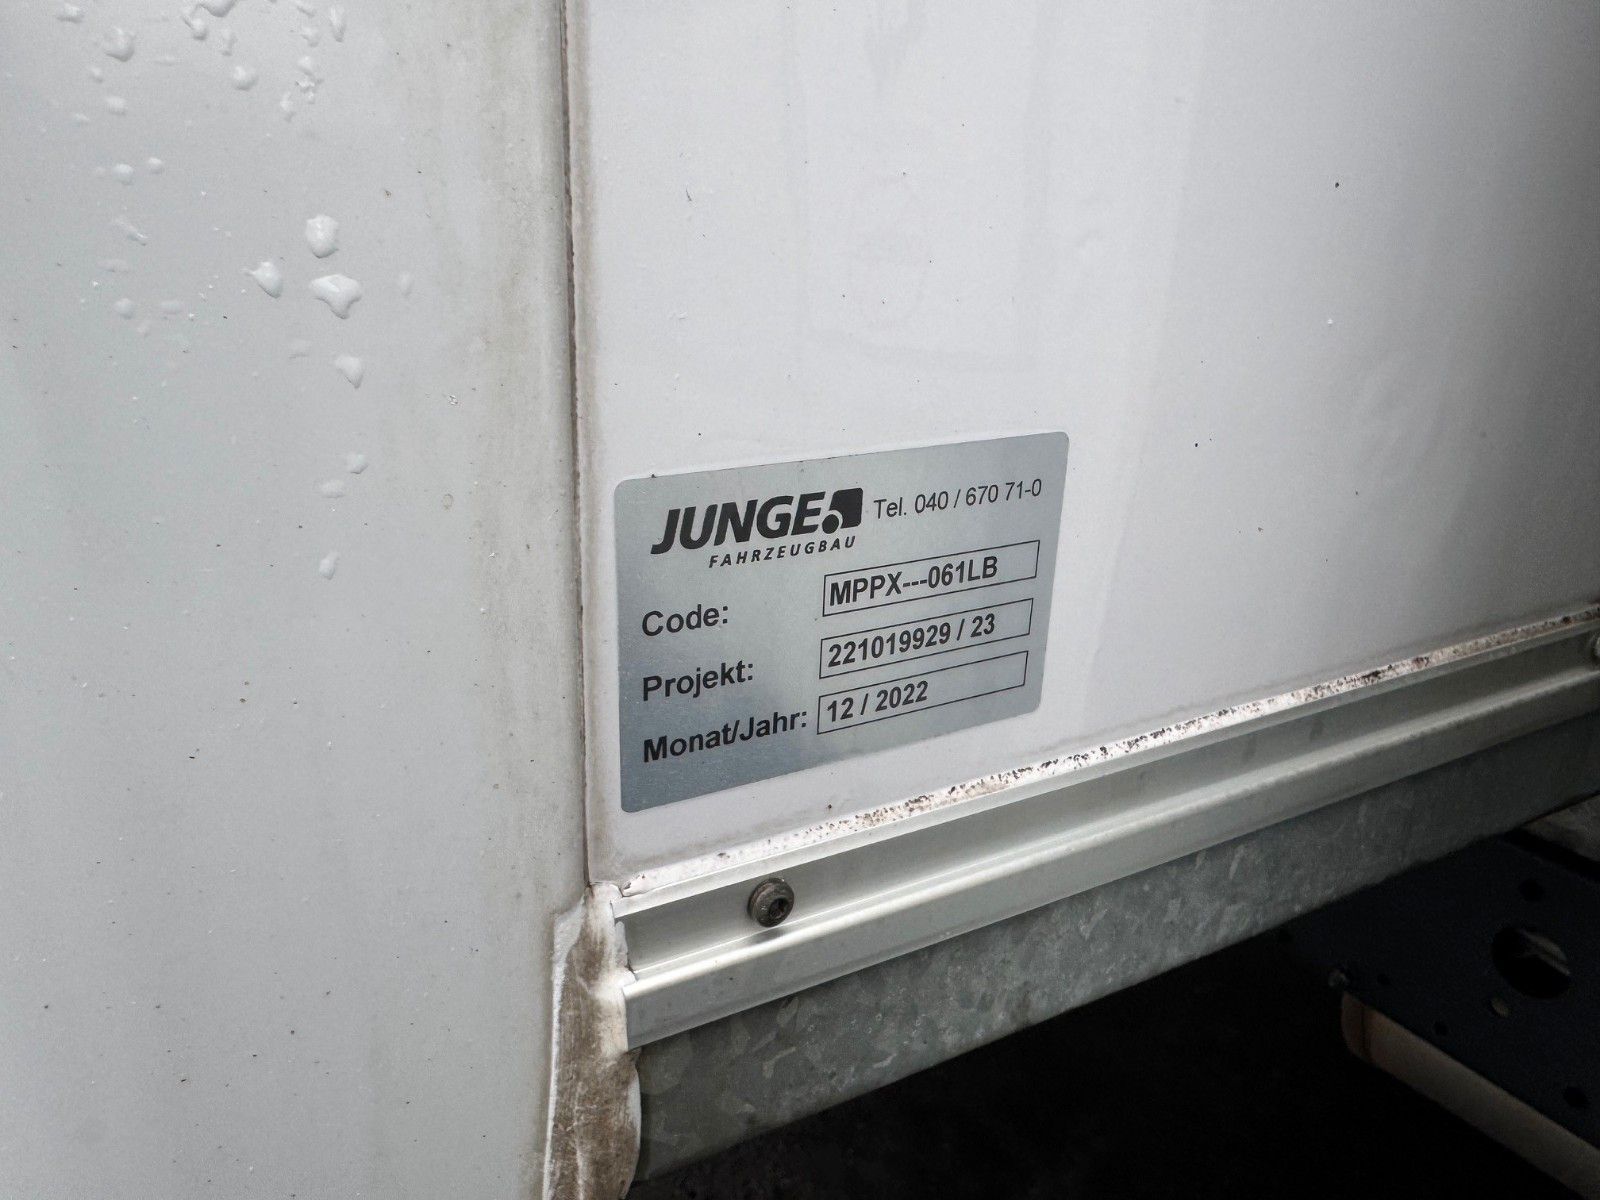 JUNGE Tel. 040 / 670 71-0
FAHRZEUGBAU
Code: MPPX---061LB
Projekt: 221019929 / 23
Monat/Jahr: 12 / 2022